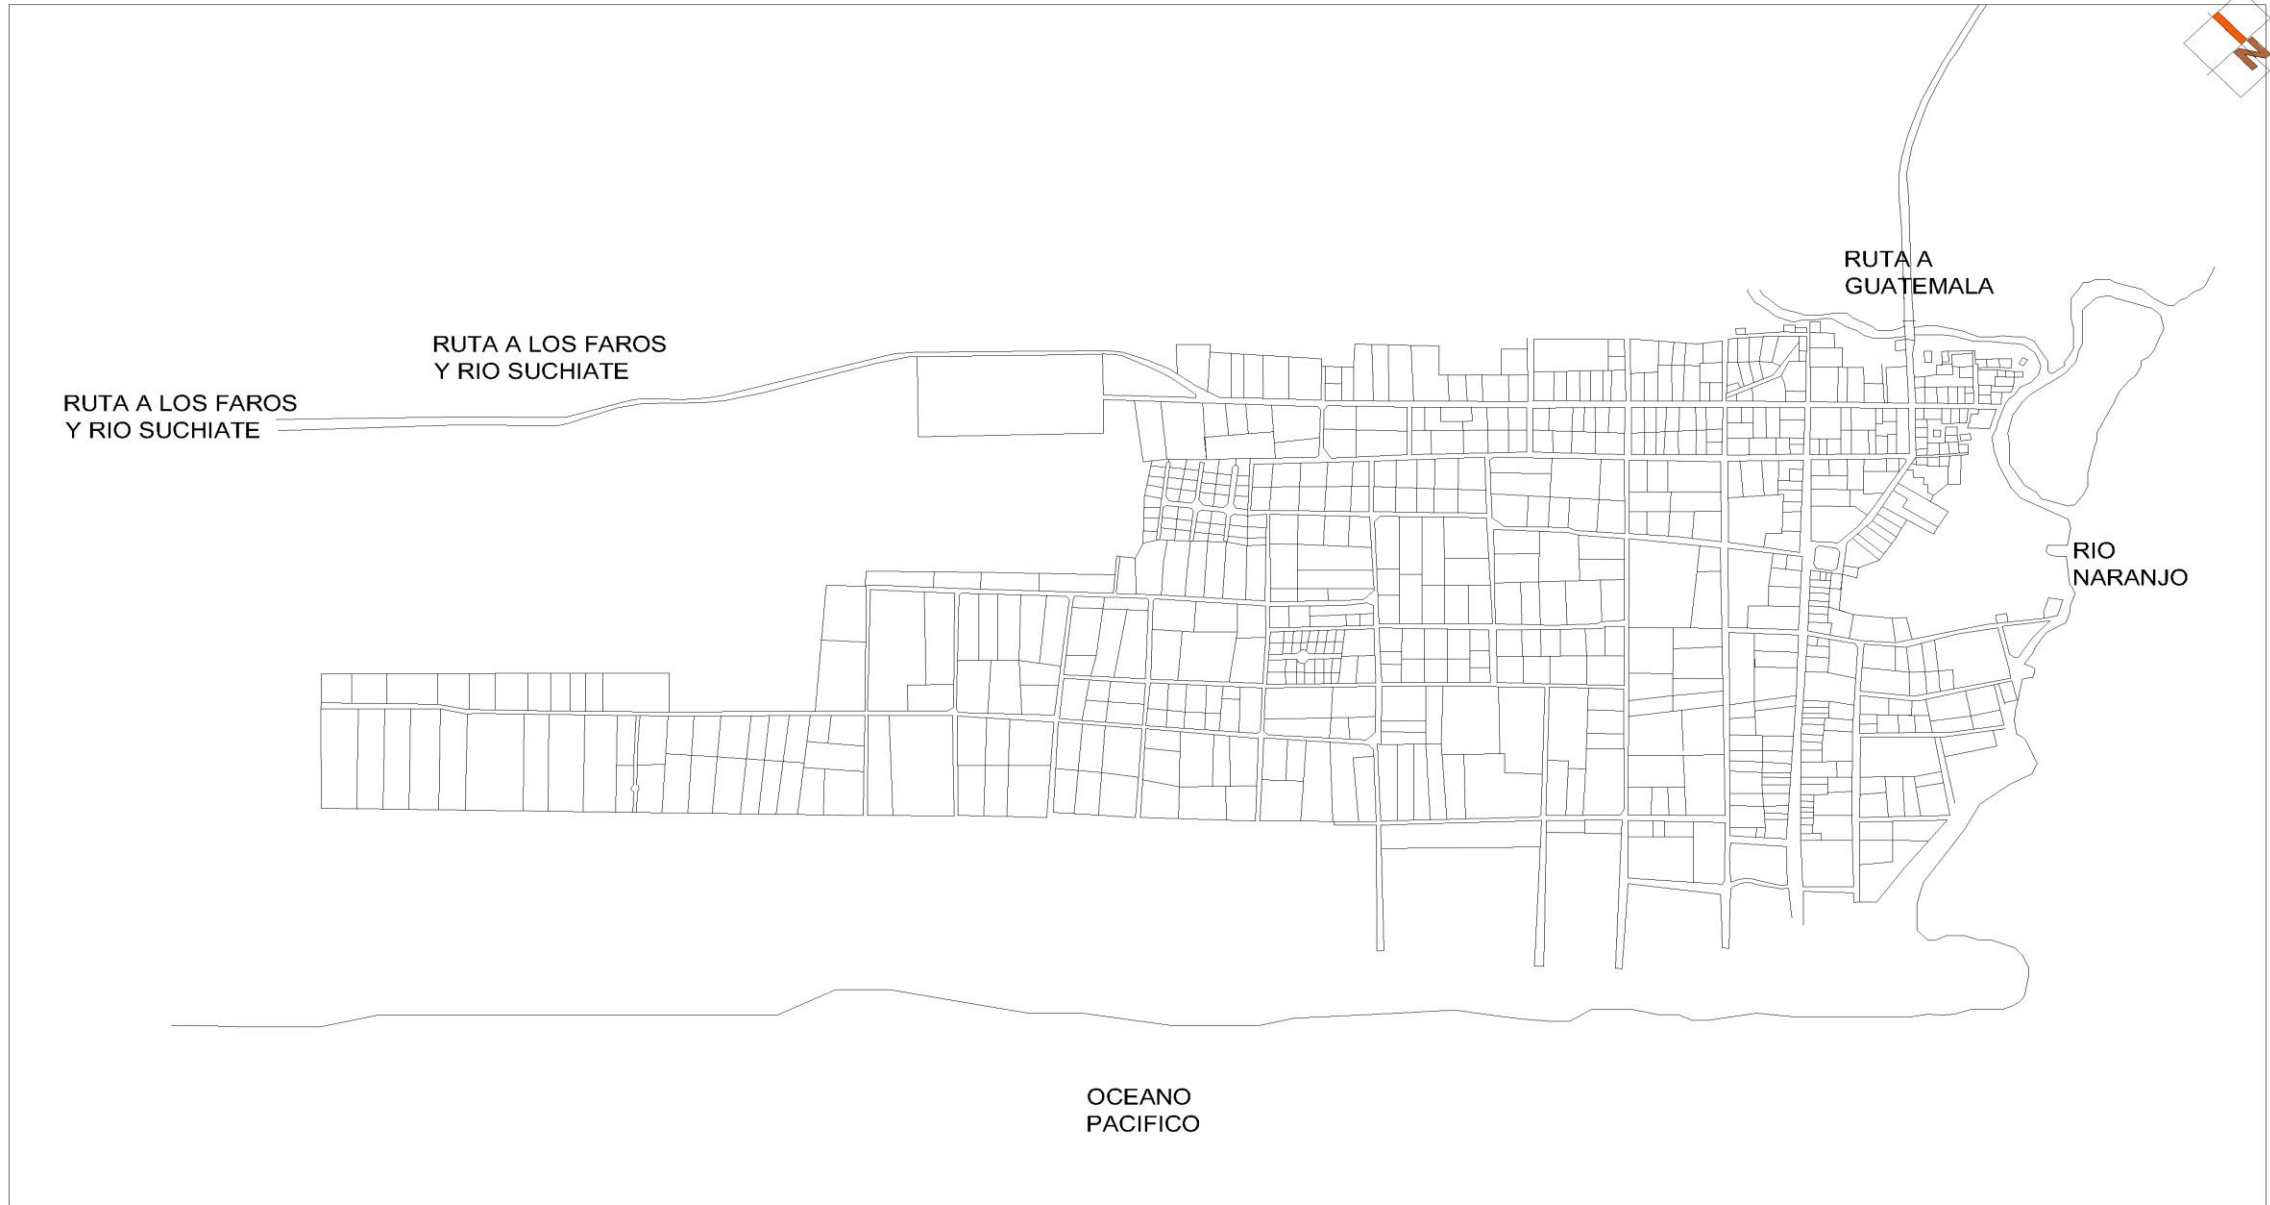 N
RUTA A
GUATEMALA
RUTA A LOS FAROS
Y RIO SUCHIATE
RUTA A LOS FAROS
Y RIO SUCHIATE
RIO
NARANJO
OCEANO
PACIFICO